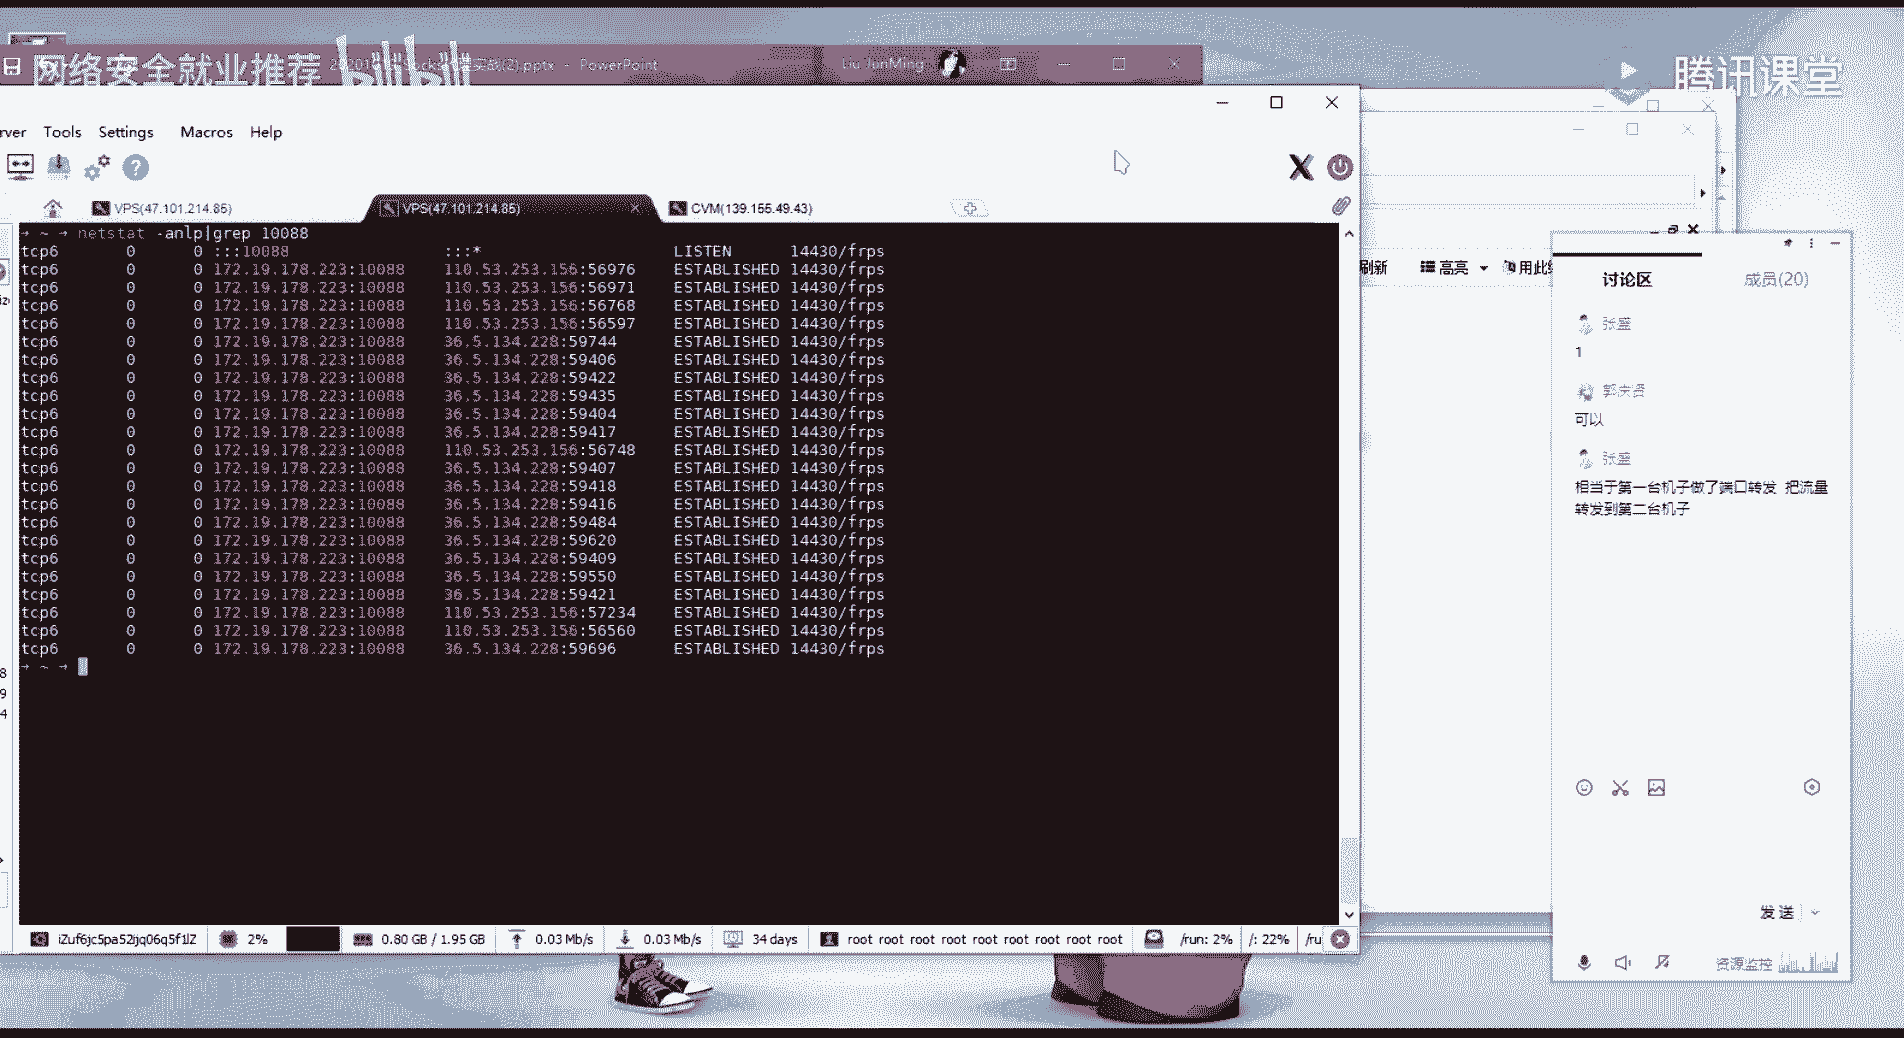 网络安全就业推荐
bilibili
(2).pptx - PowerPoint
Liu JunMing
腾讯课堂
rver Tools Settings Macros Help
VPS(47.101.214.85)
VPS(47.101.214.85)
CVM(139.155.49.43)
→ ~ → netstat -anlp|grep 10088
tcp6 0 0 :::10088 :::* LISTEN 14430/frps
tcp6 0 0 172.19.178.223:10088 110.53.253.156:56976 ESTABLISHED 14430/frps
tcp6 0 0 172.19.178.223:10088 110.53.253.156:56971 ESTABLISHED 14430/frps
tcp6 0 0 172.19.178.223:10088 110.53.253.156:56768 ESTABLISHED 14430/frps
tcp6 0 0 172.19.178.223:10088 110.53.253.156:56597 ESTABLISHED 14430/frps
tcp6 0 0 172.19.178.223:10088 36.5.134.228:59744 ESTABLISHED 14430/frps
tcp6 0 0 172.19.178.223:10088 36.5.134.228:59406 ESTABLISHED 14430/frps
tcp6 0 0 172.19.178.223:10088 36.5.134.228:59422 ESTABLISHED 14430/frps
tcp6 0 0 172.19.178.223:10088 36.5.134.228:59435 ESTABLISHED 14430/frps
tcp6 0 0 172.19.178.223:10088 36.5.134.228:59404 ESTABLISHED 14430/frps
tcp6 0 0 172.19.178.223:10088 36.5.134.228:59417 ESTABLISHED 14430/frps
tcp6 0 0 172.19.178.223:10088 110.53.253.156:56748 ESTABLISHED 14430/frps
tcp6 0 0 172.19.178.223:10088 36.5.134.228:59407 ESTABLISHED 14430/frps
tcp6 0 0 172.19.178.223:10088 36.5.134.228:59418 ESTABLISHED 14430/frps
tcp6 0 0 172.19.178.223:10088 36.5.134.228:59416 ESTABLISHED 14430/frps
tcp6 0 0 172.19.178.223:10088 36.5.134.228:59484 ESTABLISHED 14430/frps
tcp6 0 0 172.19.178.223:10088 36.5.134.228:59620 ESTABLISHED 14430/frps
tcp6 0 0 172.19.178.223:10088 36.5.134.228:59409 ESTABLISHED 14430/frps
tcp6 0 0 172.19.178.223:10088 36.5.134.228:59550 ESTABLISHED 14430/frps
tcp6 0 0 172.19.178.223:10088 36.5.134.228:59421 ESTABLISHED 14430/frps
tcp6 0 0 172.19.178.223:10088 110.53.253.156:57234 ESTABLISHED 14430/frps
tcp6 0 0 172.19.178.223:10088 110.53.253.156:56560 ESTABLISHED 14430/frps
tcp6 0 0 172.19.178.223:10088 36.5.134.228:59696 ESTABLISHED 14430/frps
→ ~ →
iZuf6jc5pa52ijq06q5f1lZ 2% 0.80 GB / 1.95 GB 0.03 Mb/s 0.03 Mb/s 34 days root root root root root root root root root /run: 2% /: 22% /ru
刷新 高亮 用此
讨论区 成员(20)
张盛
1
可以
张盛
相当于第一台机子做了端口转发 把流量
转发到第二台机子
发送
资源监控